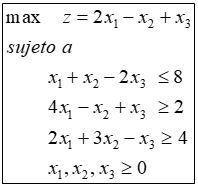 max z = 2x₁ − x₂ + x₃
sujeto a
x₁ + x₂ − 2x₃ ≤ 8
4x₁ − x₂ + x₃ ≥ 2
2x₁ + 3x₂ − x₃ ≥ 4
x₁, x₂, x₃ ≥ 0